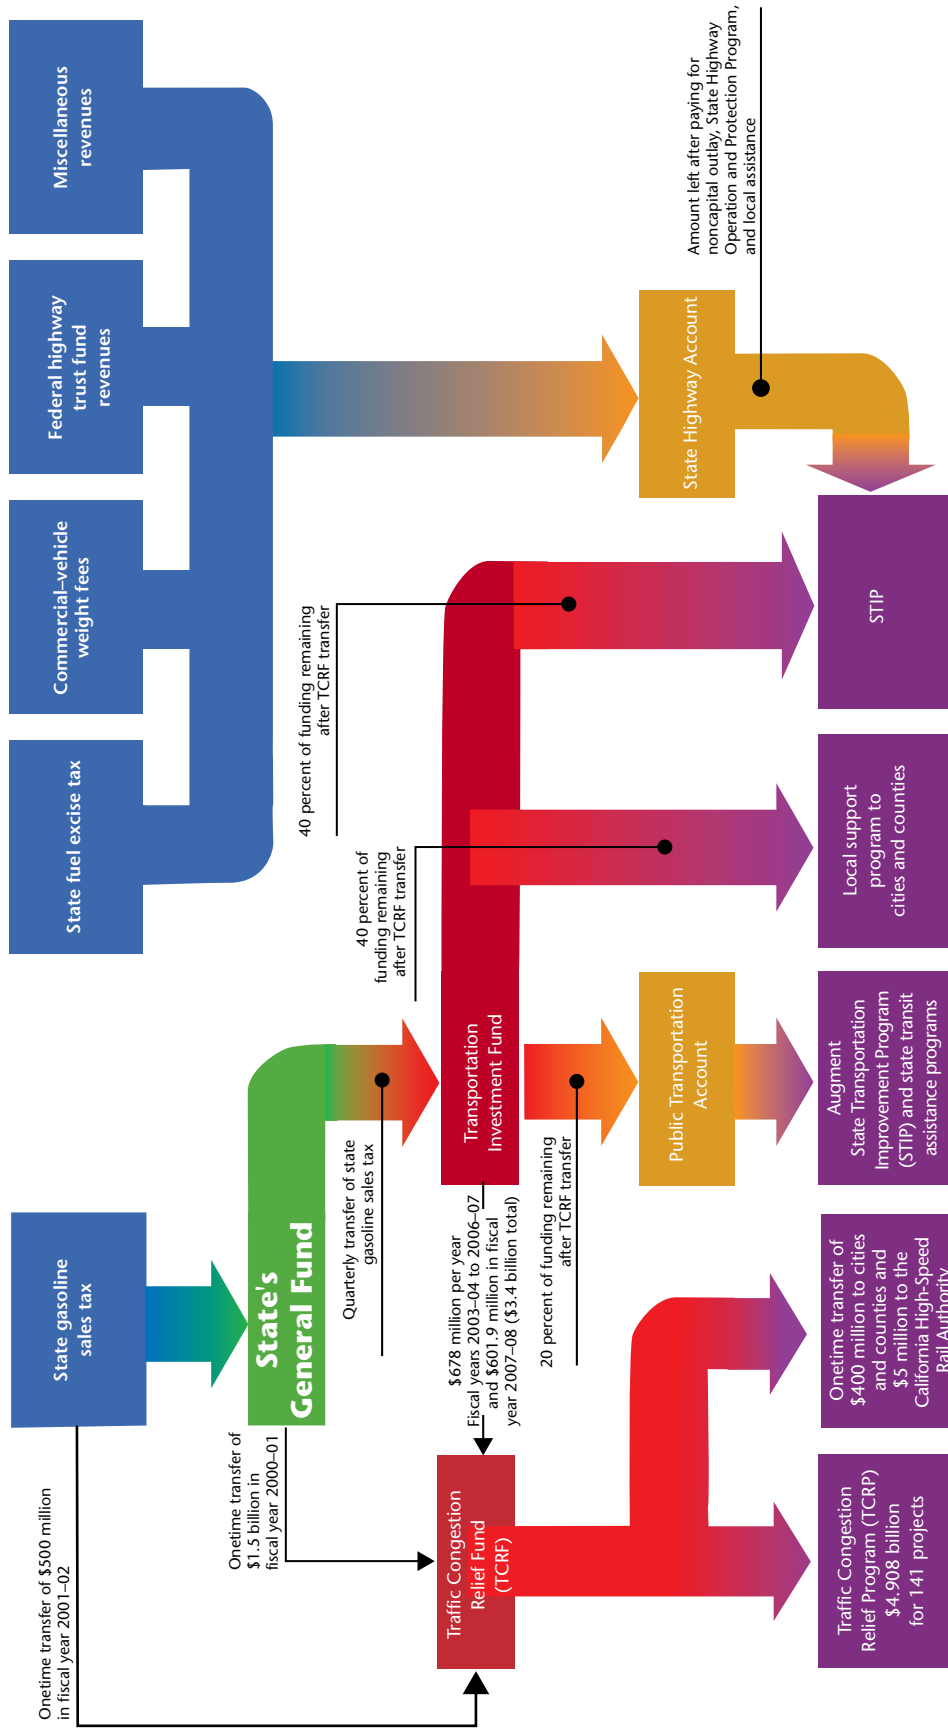 Onetime transfer of $500 million
in fiscal year 2001–02
State gasoline
sales tax
State fuel excise tax
Commercial–vehicle
weight fees
Federal highway
trust fund
revenues
Miscellaneous
revenues
Onetime transfer of
$1.5 billion in
fiscal year 2000–01
State's
General Fund
Quarterly transfer of state
gasoline sales tax
40 percent of
funding remaining
after TCRF transfer
40 percent of funding remaining
after TCRF transfer
Traffic Congestion
Relief Fund
(TCRF)
$678 million per year
Fiscal years 2003–04 to 2006–07
and $601.9 million in fiscal
year 2007–08 ($3.4 billion total)
Transportation
Investment Fund
20 percent of funding remaining
after TCRF transfer
Public Transportation
Account
State Highway Account
Amount left after paying for
noncapital outlay, State Highway
Operation and Protection Program,
and local assistance
Traffic Congestion
Relief Program (TCRP)
$4.908 billion
for 141 projects
Onetime transfer of
$400 million to cities
and counties and
$5 million to the
California High-Speed
Rail Authority
Augment
State Transportation
Improvement Program
(STIP) and state transit
assistance programs
Local support
program to
cities and counties
STIP